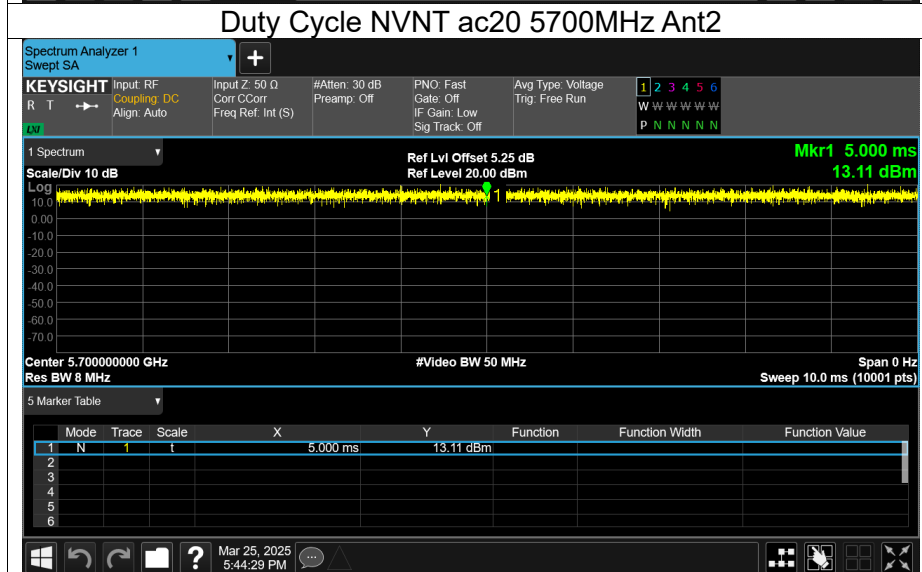 Duty Cycle NVNT ac20 5700MHz Ant2
Spectrum Analyzer 1
Swept SA
+
KEYSIGHT Input: RF Input Z: 50 Ω #Atten: 30 dB PNO: Fast Avg Type: Voltage 1 2 3 4 5 6
R T Coupling: DC Corr CCorr Preamp: Off Gate: Off Trig: Free Run W W W W W W
Align: Auto Freq Ref: Int (S) IF Gain: Low
LXI Sig Track: Off P N N N N N
1 Spectrum Ref Lvl Offset 5.25 dB Mkr1 5.000 ms
Scale/Div 10 dB Ref Level 20.00 dBm 13.11 dBm
Log
10.0 1
0.00
-10.0
-20.0
-30.0
-40.0
-50.0
-60.0
-70.0
Center 5.700000000 GHz #Video BW 50 MHz Span 0 Hz
Res BW 8 MHz Sweep 10.0 ms (10001 pts)
5 Marker Table
Mode Trace Scale X Y Function Function Width Function Value
1 N 1 t 5.000 ms 13.11 dBm
2
3
4
5
6
? Mar 25, 2025
5:44:29 PM